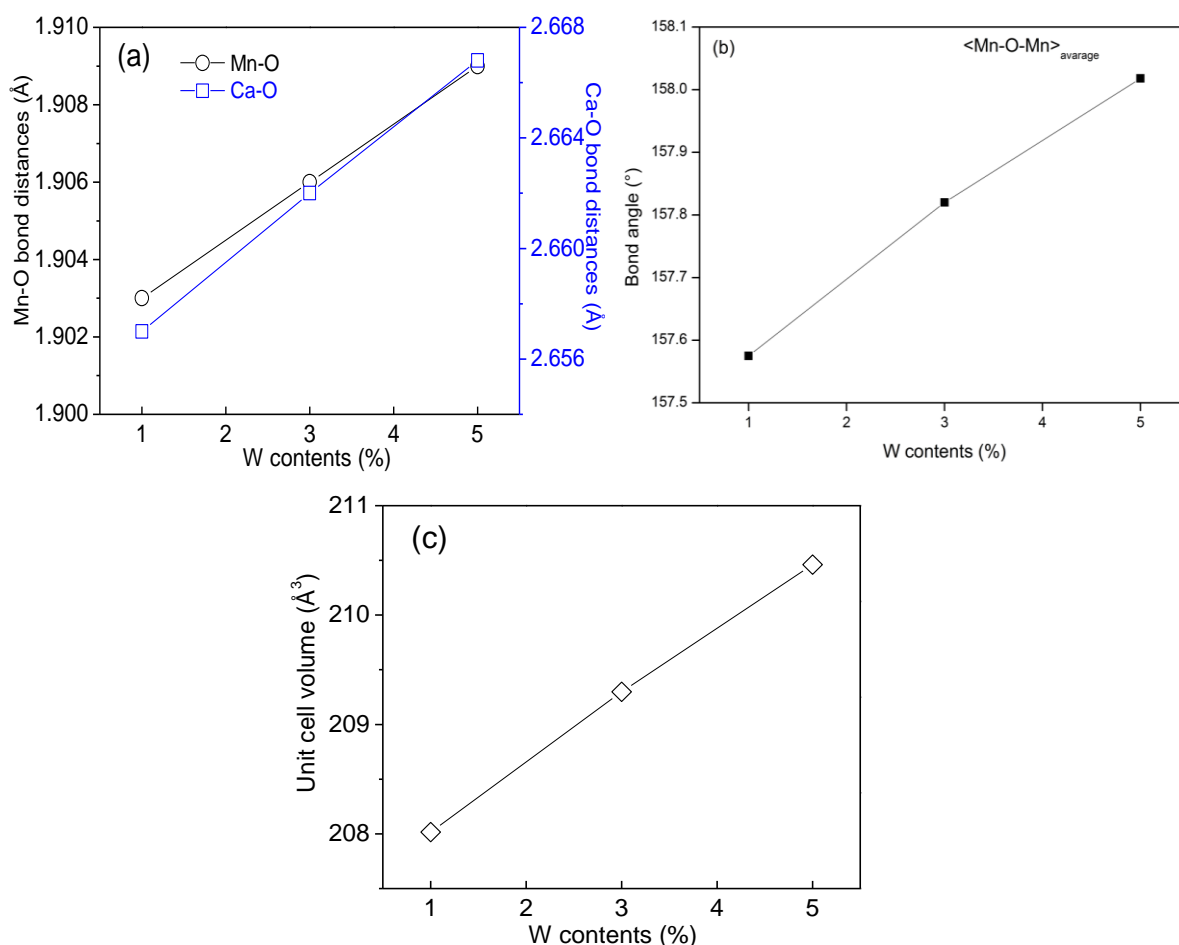 (a)
Mn-O
Ca-O
1.910
1.908
1.906
1.904
1.902
1.900
Mn-O bond distances (Å)
2.668
2.664
2.660
2.656
Ca-O bond distances (Å)
1 2 3 4 5
W contents (%)
(b)
<Mn-O-Mn>avarage
158.1
158.0
157.9
157.8
157.7
157.6
157.5
Bond angle (°)
1 2 3 4 5
W contents (%)
(c)
211
210
209
208
Unit cell volume (Å³)
1 2 3 4 5
W contents (%)